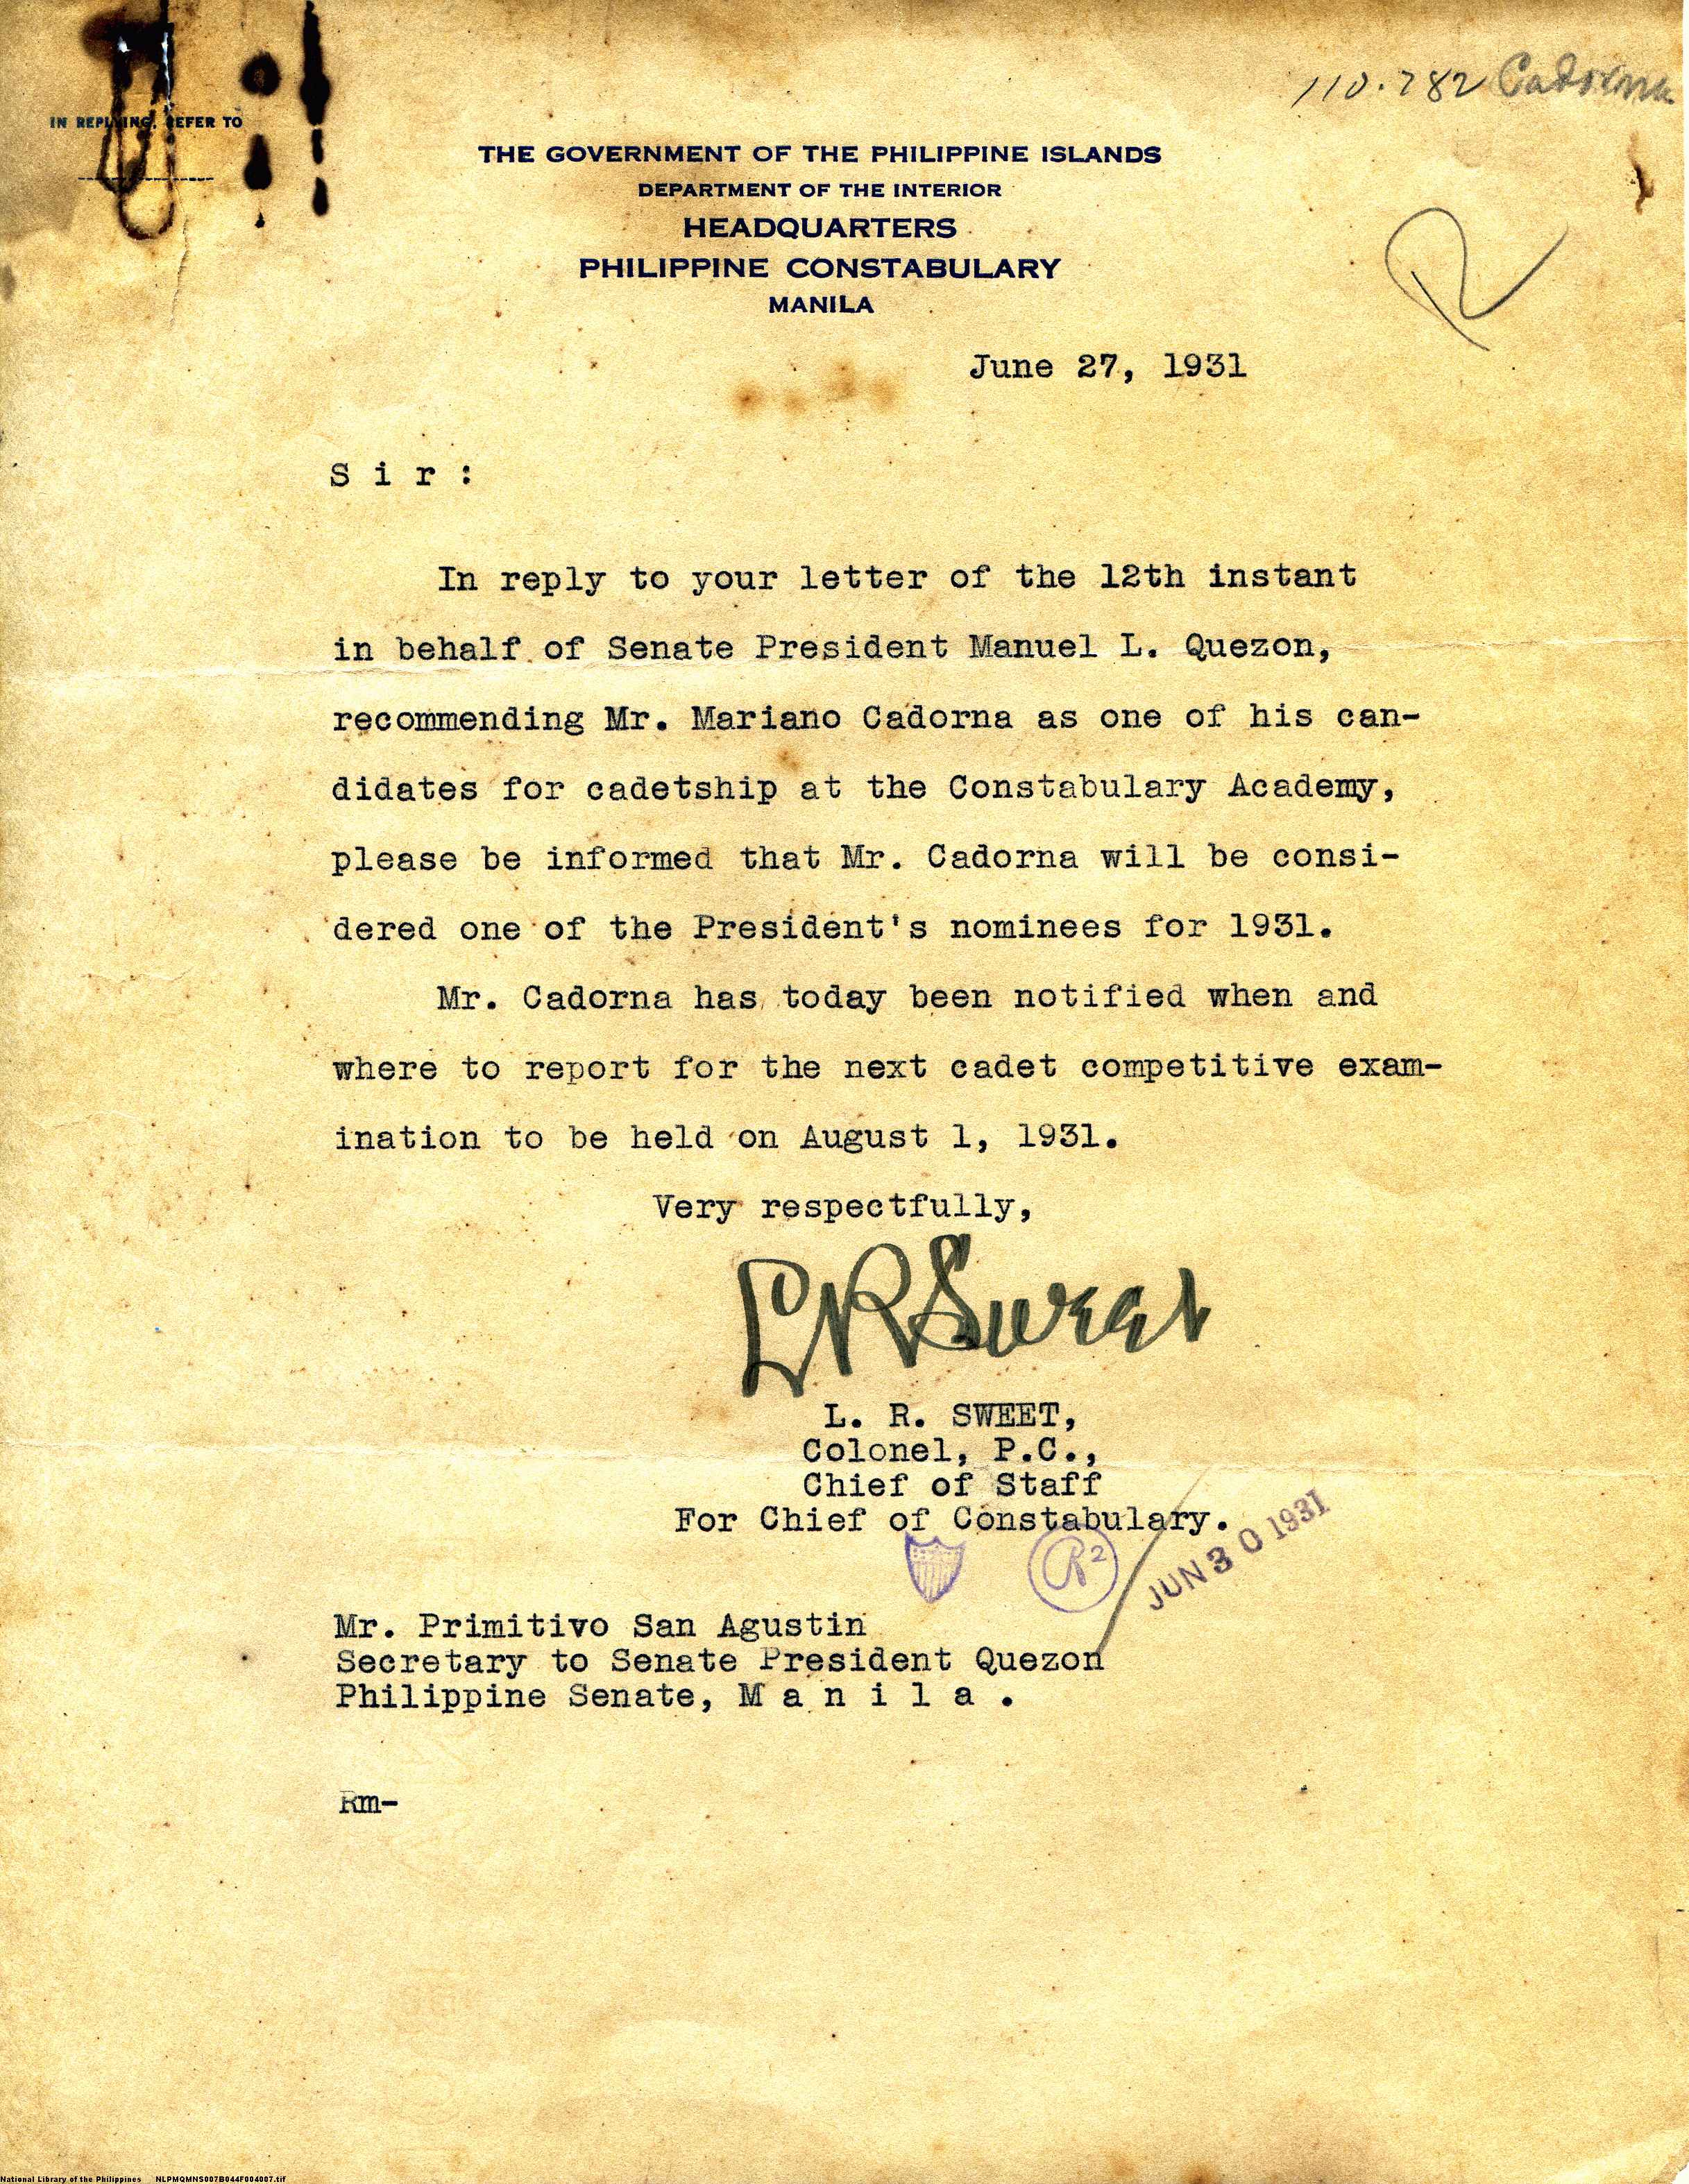 110.782 Cadorna
IN REPLYING, REFER TO
THE GOVERNMENT OF THE PHILIPPINE ISLANDS
DEPARTMENT OF THE INTERIOR
HEADQUARTERS
PHILIPPINE CONSTABULARY
MANILA
R
June 27, 1931
S i r :
In reply to your letter of the 12th instant
in behalf of Senate President Manuel L. Quezon,
recommending Mr. Mariano Cadorna as one of his can-
didates for cadetship at the Constabulary Academy,
please be informed that Mr. Cadorna will be consi-
dered one of the President's nominees for 1931.
Mr. Cadorna has today been notified when and
where to report for the next cadet competitive exam-
ination to be held on August 1, 1931.
Very respectfully,
LRSweet
L. R. SWEET,
Colonel, P.C.,
Chief of Staff
For Chief of Constabulary.
R2
JUN 30 1931
Mr. Primitivo San Agustin
Secretary to Senate President Quezon
Philippine Senate, M a n i l a .
Rm-
National Library of the Philippines NLPMQMNS007B044F004007.tif